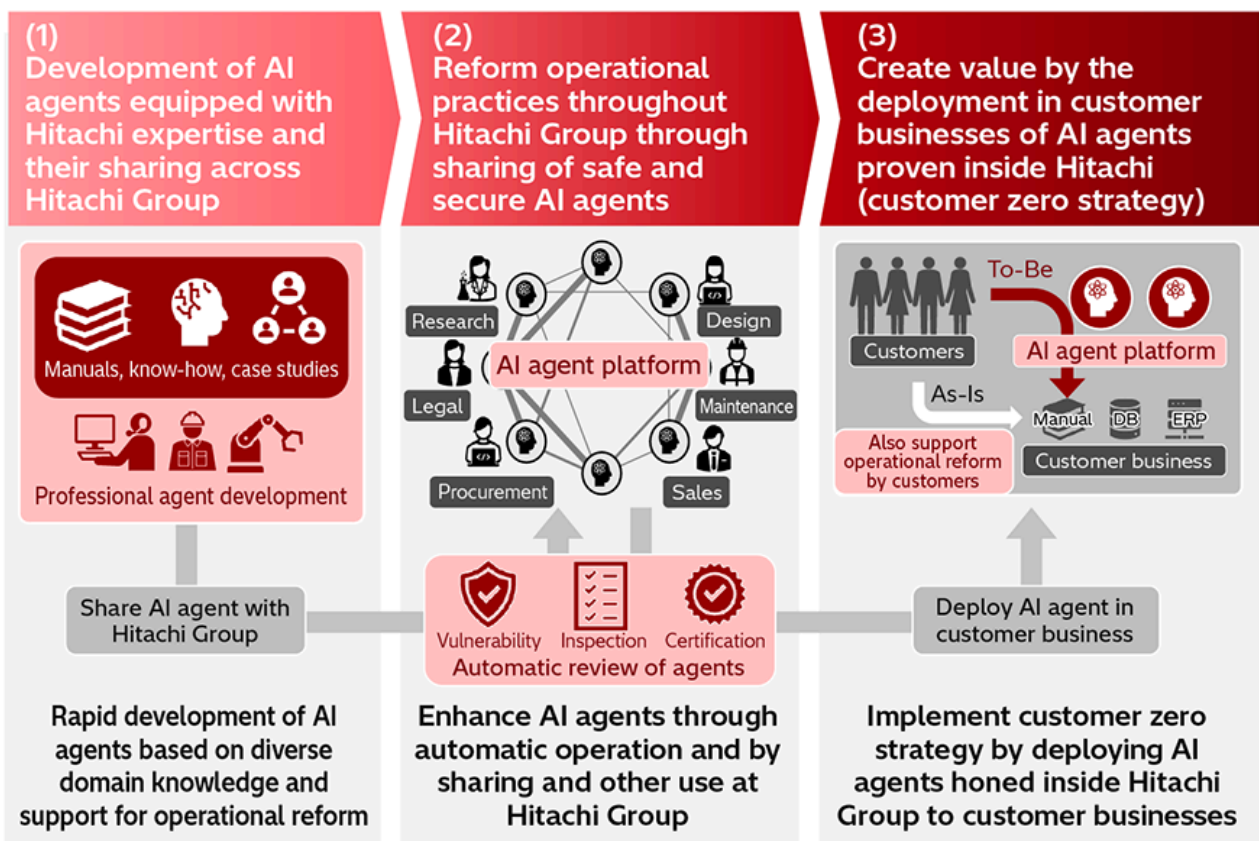 (1)
Development of AI
agents equipped with
Hitachi expertise and
their sharing across
Hitachi Group
Manuals, know-how, case studies
Professional agent development
Share AI agent with
Hitachi Group
Rapid development of AI
agents based on diverse
domain knowledge and
support for operational reform
(2)
Reform operational
practices throughout
Hitachi Group through
sharing of safe and
secure AI agents
Research
Design
AI agent platform
Legal
Maintenance
Procurement
Sales
Vulnerability
Inspection
Certification
Automatic review of agents
Enhance AI agents through
automatic operation and by
sharing and other use at
Hitachi Group
(3)
Create value by the
deployment in customer
businesses of AI agents
proven inside Hitachi
(customer zero strategy)
To-Be
Customers
AI agent platform
As-Is
Manual
DB
ERP
Also support
operational reform
by customers
Customer business
Deploy AI agent in
customer business
Implement customer zero
strategy by deploying AI
agents honed inside Hitachi
Group to customer businesses